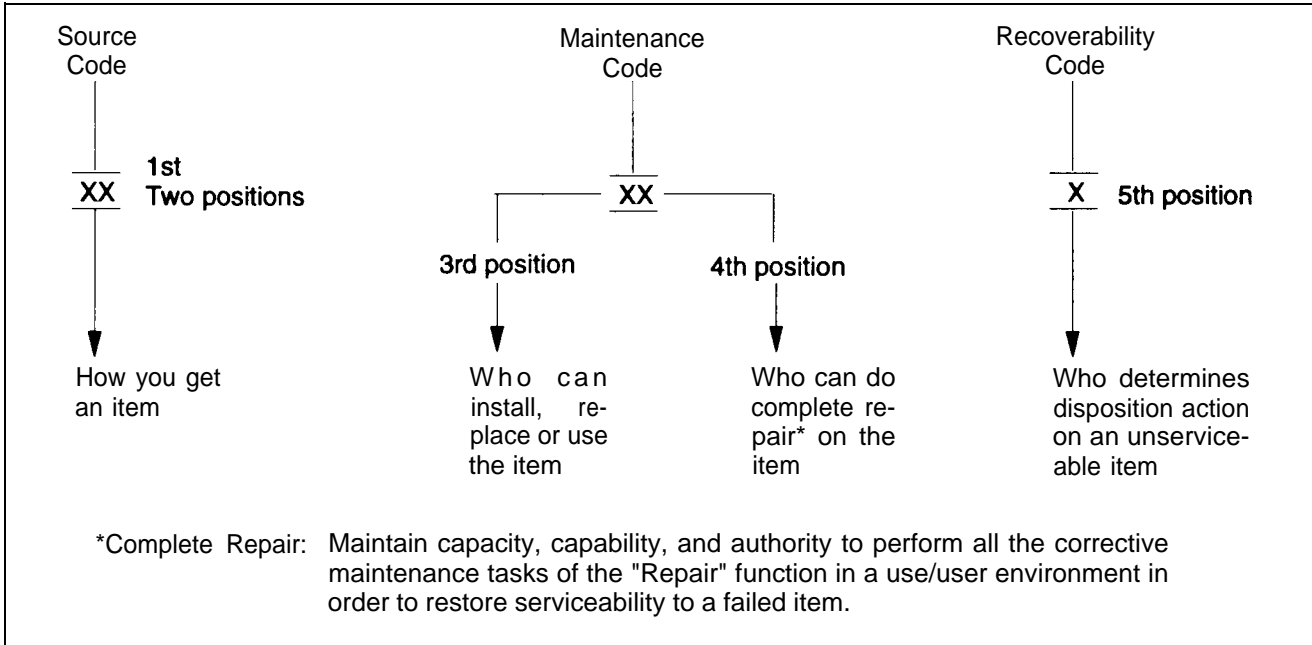 Source
Code
Maintenance
Code
Recoverability
Code
XX
1st
Two positions
XX
X
5th position
3rd position
4th position
How you get
an item
Who can
install, re-
place or use
the item
Who can do
complete re-
pair* on the
item
Who determines
disposition action
on an unservice-
able item
*Complete Repair: Maintain capacity, capability, and authority to perform all the corrective
maintenance tasks of the "Repair" function in a use/user environment in
order to restore serviceability to a failed item.